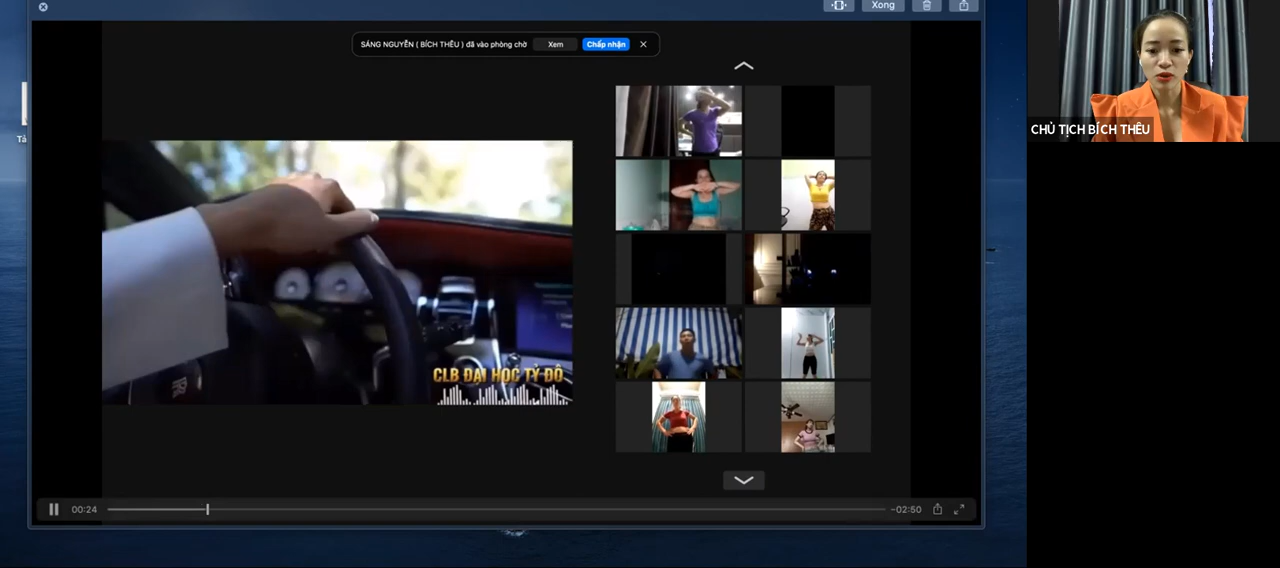 Xong
SÁNG NGUYỄN ( BÍCH THÊU ) đã vào phòng chờ
Xem
Chấp nhận
CHỦ TỊCH BÍCH THÊU
CLB ĐẠI HỌC TỶ ĐÔ
00:24
-02:50